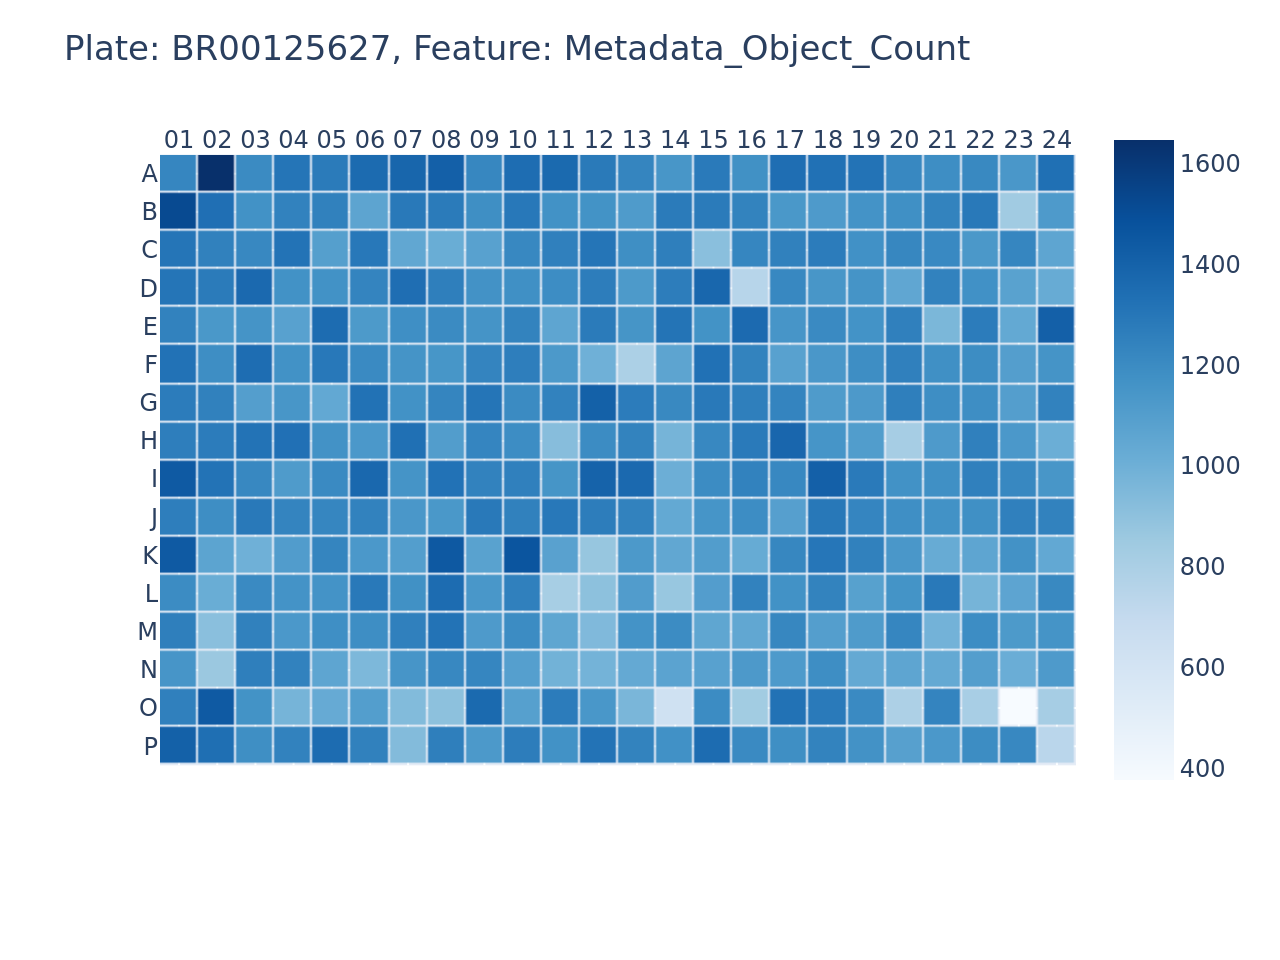 Plate: BR00125627, Feature: Metadata_Object_Count
01 02 03 04 05 06 07 08 09 10 11 12 13 14 15 16 17 18 19 20 21 22 23 24
A
B
C
D
E
F
G
H
I
J
K
L
M
N
O
P
1600
1400
1200
1000
800
600
400